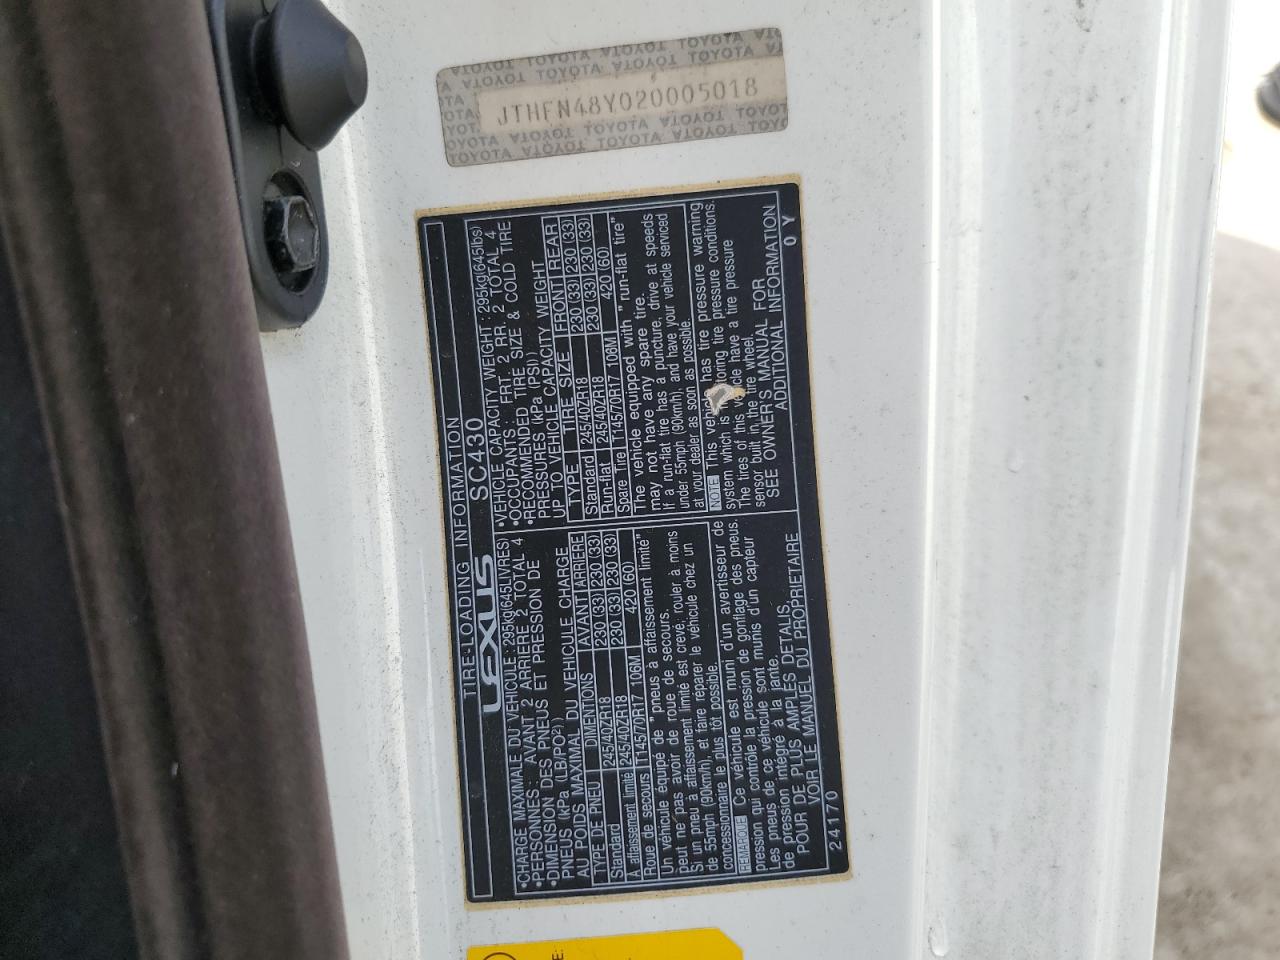 JTHFN48Y020005018
TIRE-LOADING INFORMATION
LEXUS SC430
•CHARGE MAXIMALE DU VÉHICULE : 295kg(645LIVRES)
•PERSONNES : AVANT 2 ARRIÈRE 2 TOTAL 4
•DIMENSION DES PNEUS ET PRESSION DE
PNEUS (kPa (LB/PO²))
AU POIDS MAXIMAL DU VÉHICULE CHARGE
TYPE DE PNEU DIMENTIONS AVANT ARRIÈRE
Standard 245/40ZR18 230 (33) 230 (33)
À affaissement limité 245/40ZR18 230 (33) 230 (33)
Roue de secours T145/70R17 106M 420 (60)
Un véhicule équipé de "pneus à affaissement limité"
peut ne pas avoir de roue de secours.
Si un pneu à affaissement limité est crevé, rouler à moins
de 55mph (90km/h), et faire réparer le véhicule chez un
concessionnaire le plus tôt possible.
REMARQUE Ce véhicule est muni d'un avertisseur de
pression qui contrôle la pression de gonflage des pneus.
Les pneus de ce véhicule sont munis d'un capteur
de pression intégré à la jante.
POUR DE PLUS AMPLES DÉTAILS,
VOIR LE MANUEL DU PROPRIÉTAIRE
24170
•VEHICLE CAPACITY WEIGHT : 295kg(645lbs)
•OCCUPANTS : FRT. 2 RR. 2 TOTAL 4
•RECOMMENDED TIRE SIZE & COLD TIRE
PRESSURES (kPa (PSI))
UP TO VEHICLE CAPACITY WEIGHT
TYPE TIRE SIZE FRONT REAR
Standard 245/40ZR18 230 (33) 230 (33)
Run-flat 245/40ZR18 230 (33) 230 (33)
Spare Tire T145/70R17 106M 420 (60)
The vehicle equipped with "run-flat tire"
may not have any spare tire.
If a run-flat tire has a puncture, drive at speeds
under 55mph (90km/h), and have your vehicle serviced
at your dealer as soon as possible.
NOTE This vehicle has tire pressure warning
system which is toring tire pressure conditions.
The tires of this vehicle have a tire pressure
sensor built in the tire wheel.
SEE OWNER'S MANUAL FOR
ADDITIONAL INFORMATION
0 Y
TOYOTA TOYOTA TOYOTA TOYOTA